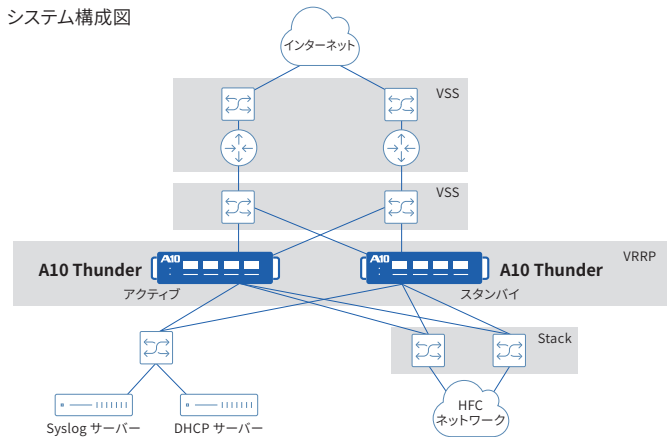 システム構成図
インターネット
VSS
VSS
VRRP
A10
A10
A10 Thunder
A10 Thunder
アクティブ
スタンバイ
Stack
HFC
ネットワーク
Syslog サーバー
DHCP サーバー